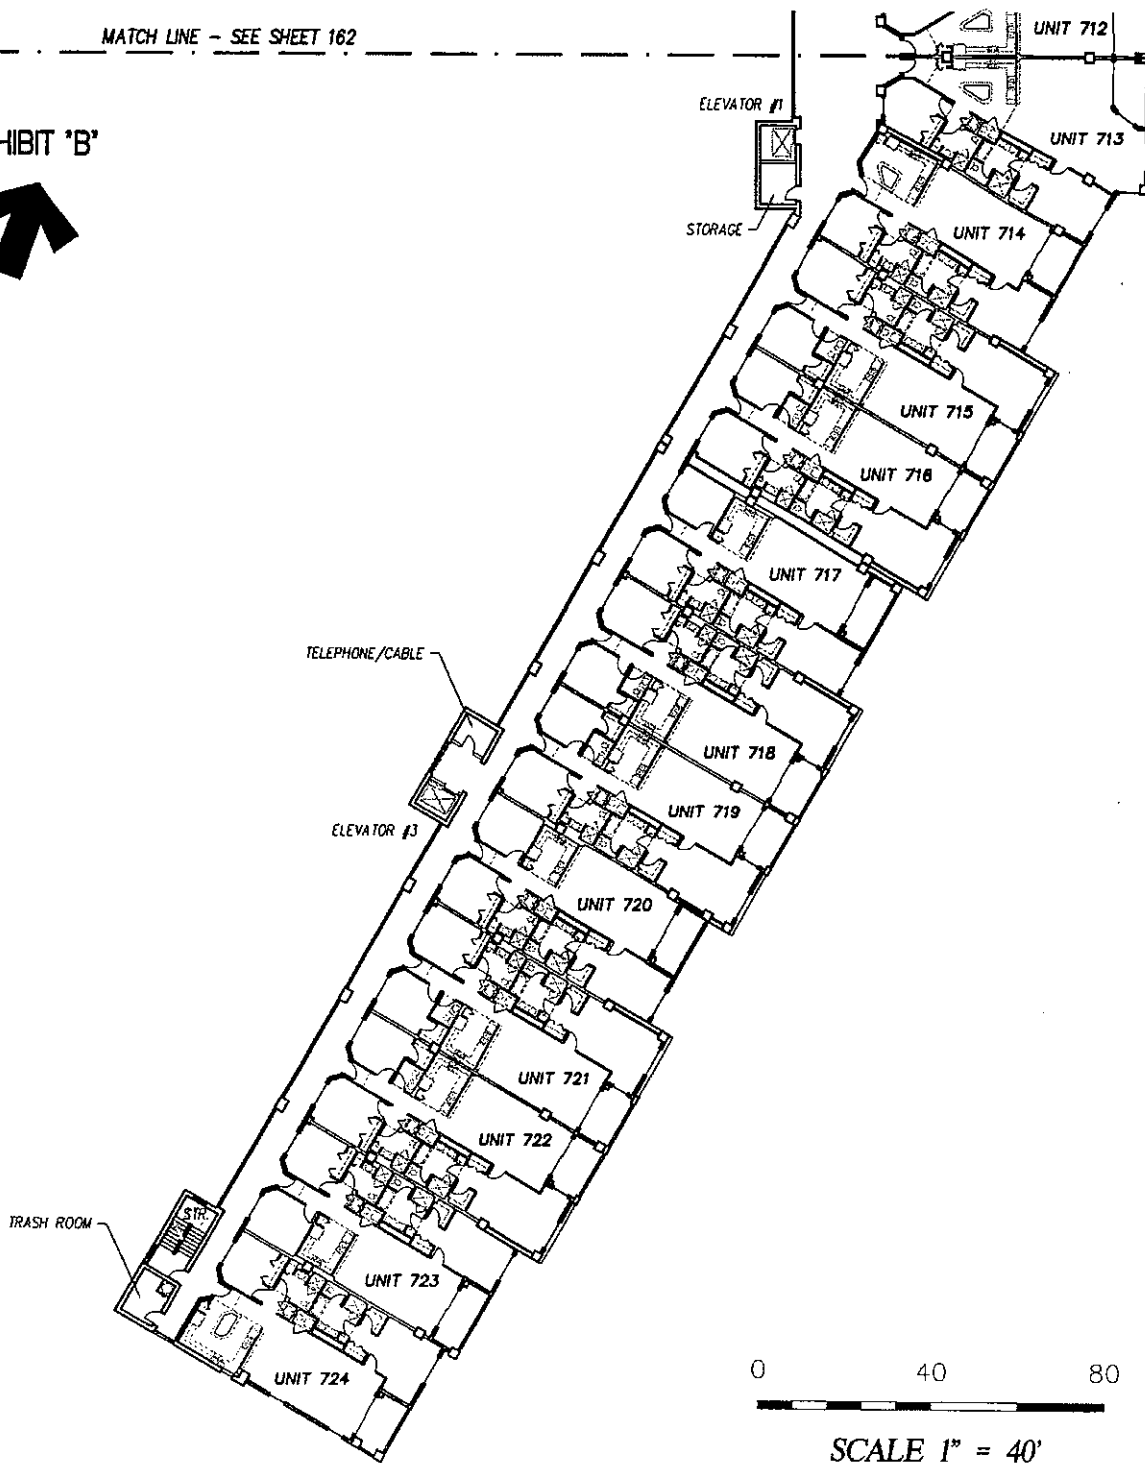 MATCH LINE - SEE SHEET 162
UNIT 712
ELEVATOR #1
HIBIT "B"
UNIT 713
STORAGE
UNIT 714
UNIT 715
UNIT 716
UNIT 717
TELEPHONE/CABLE
UNIT 718
UNIT 719
ELEVATOR #3
UNIT 720
UNIT 721
UNIT 722
STR.
TRASH ROOM
UNIT 723
UNIT 724
0 40 80
SCALE 1" = 40'